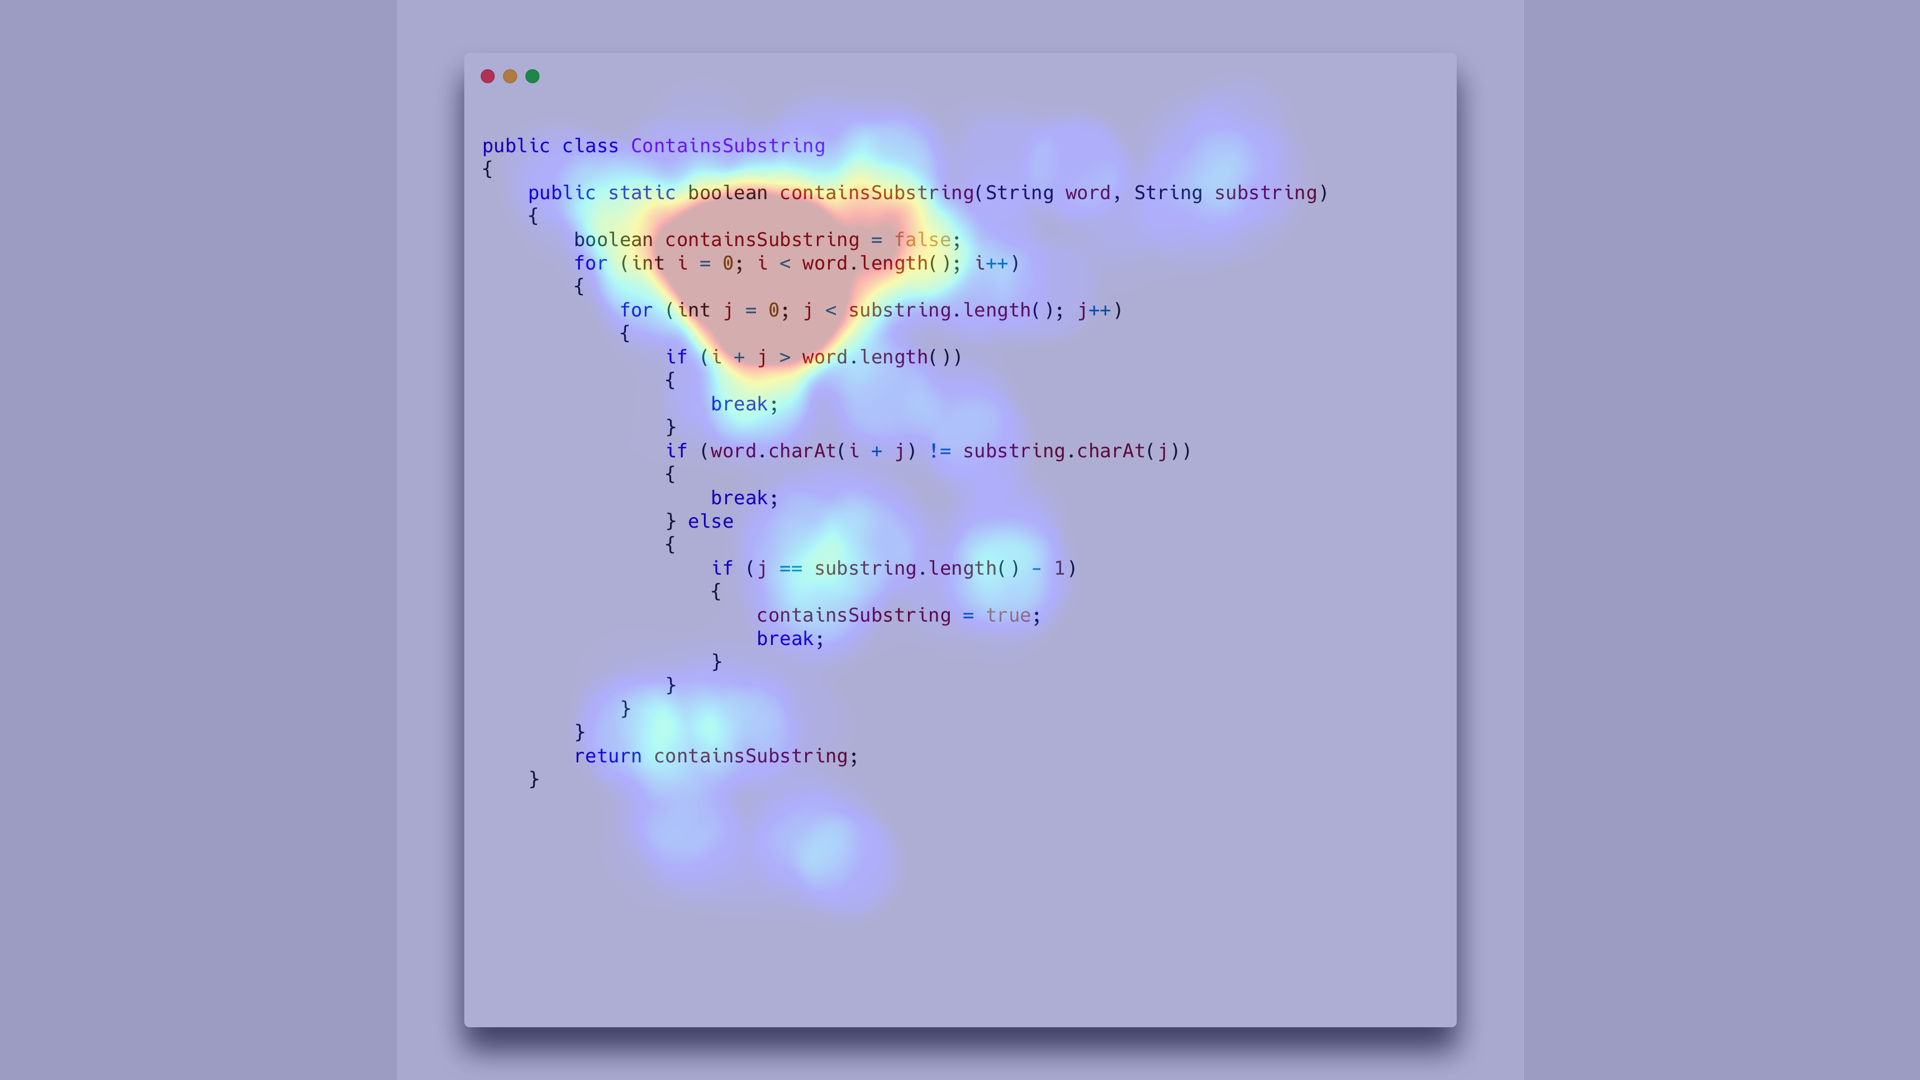 public class ContainsSubstring
{
    public static boolean containsSubstring(String word, String substring)
    {
        boolean containsSubstring = false;
        for (int i = 0; i < word.length(); i++)
        {
            for (int j = 0; j < substring.length(); j++)
            {
                if (i + j > word.length())
                {
                    break;
                }
                if (word.charAt(i + j) != substring.charAt(j))
                {
                    break;
                } else
                {
                    if (j == substring.length() - 1)
                    {
                        containsSubstring = true;
                        break;
                    }
                }
            }
        }
        return containsSubstring;
    }